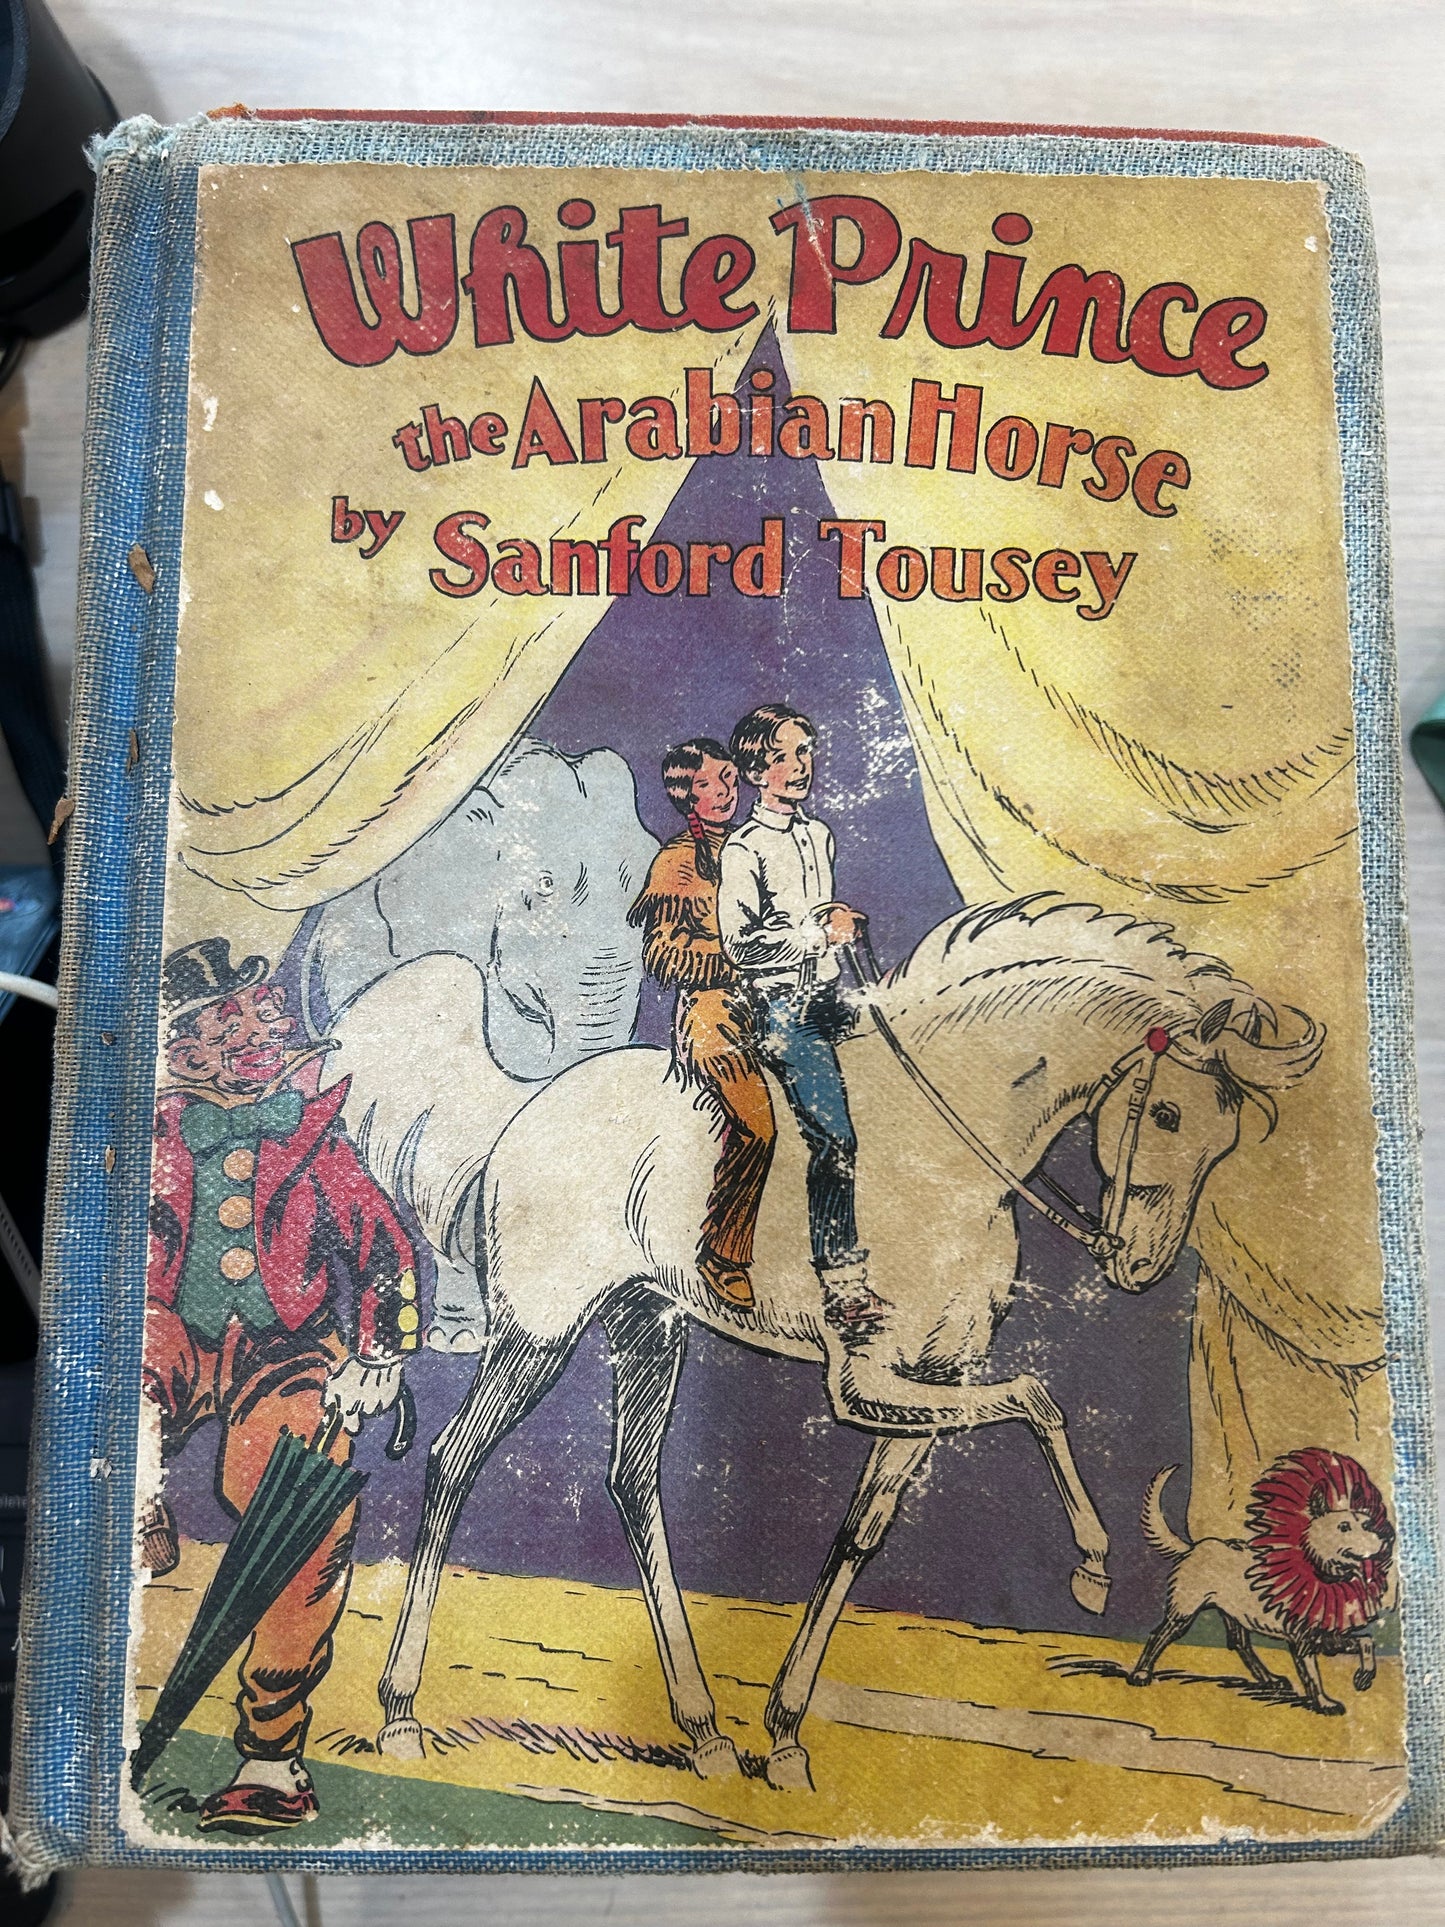 White Prince
the Arabian Horse
by Sanford Tousey